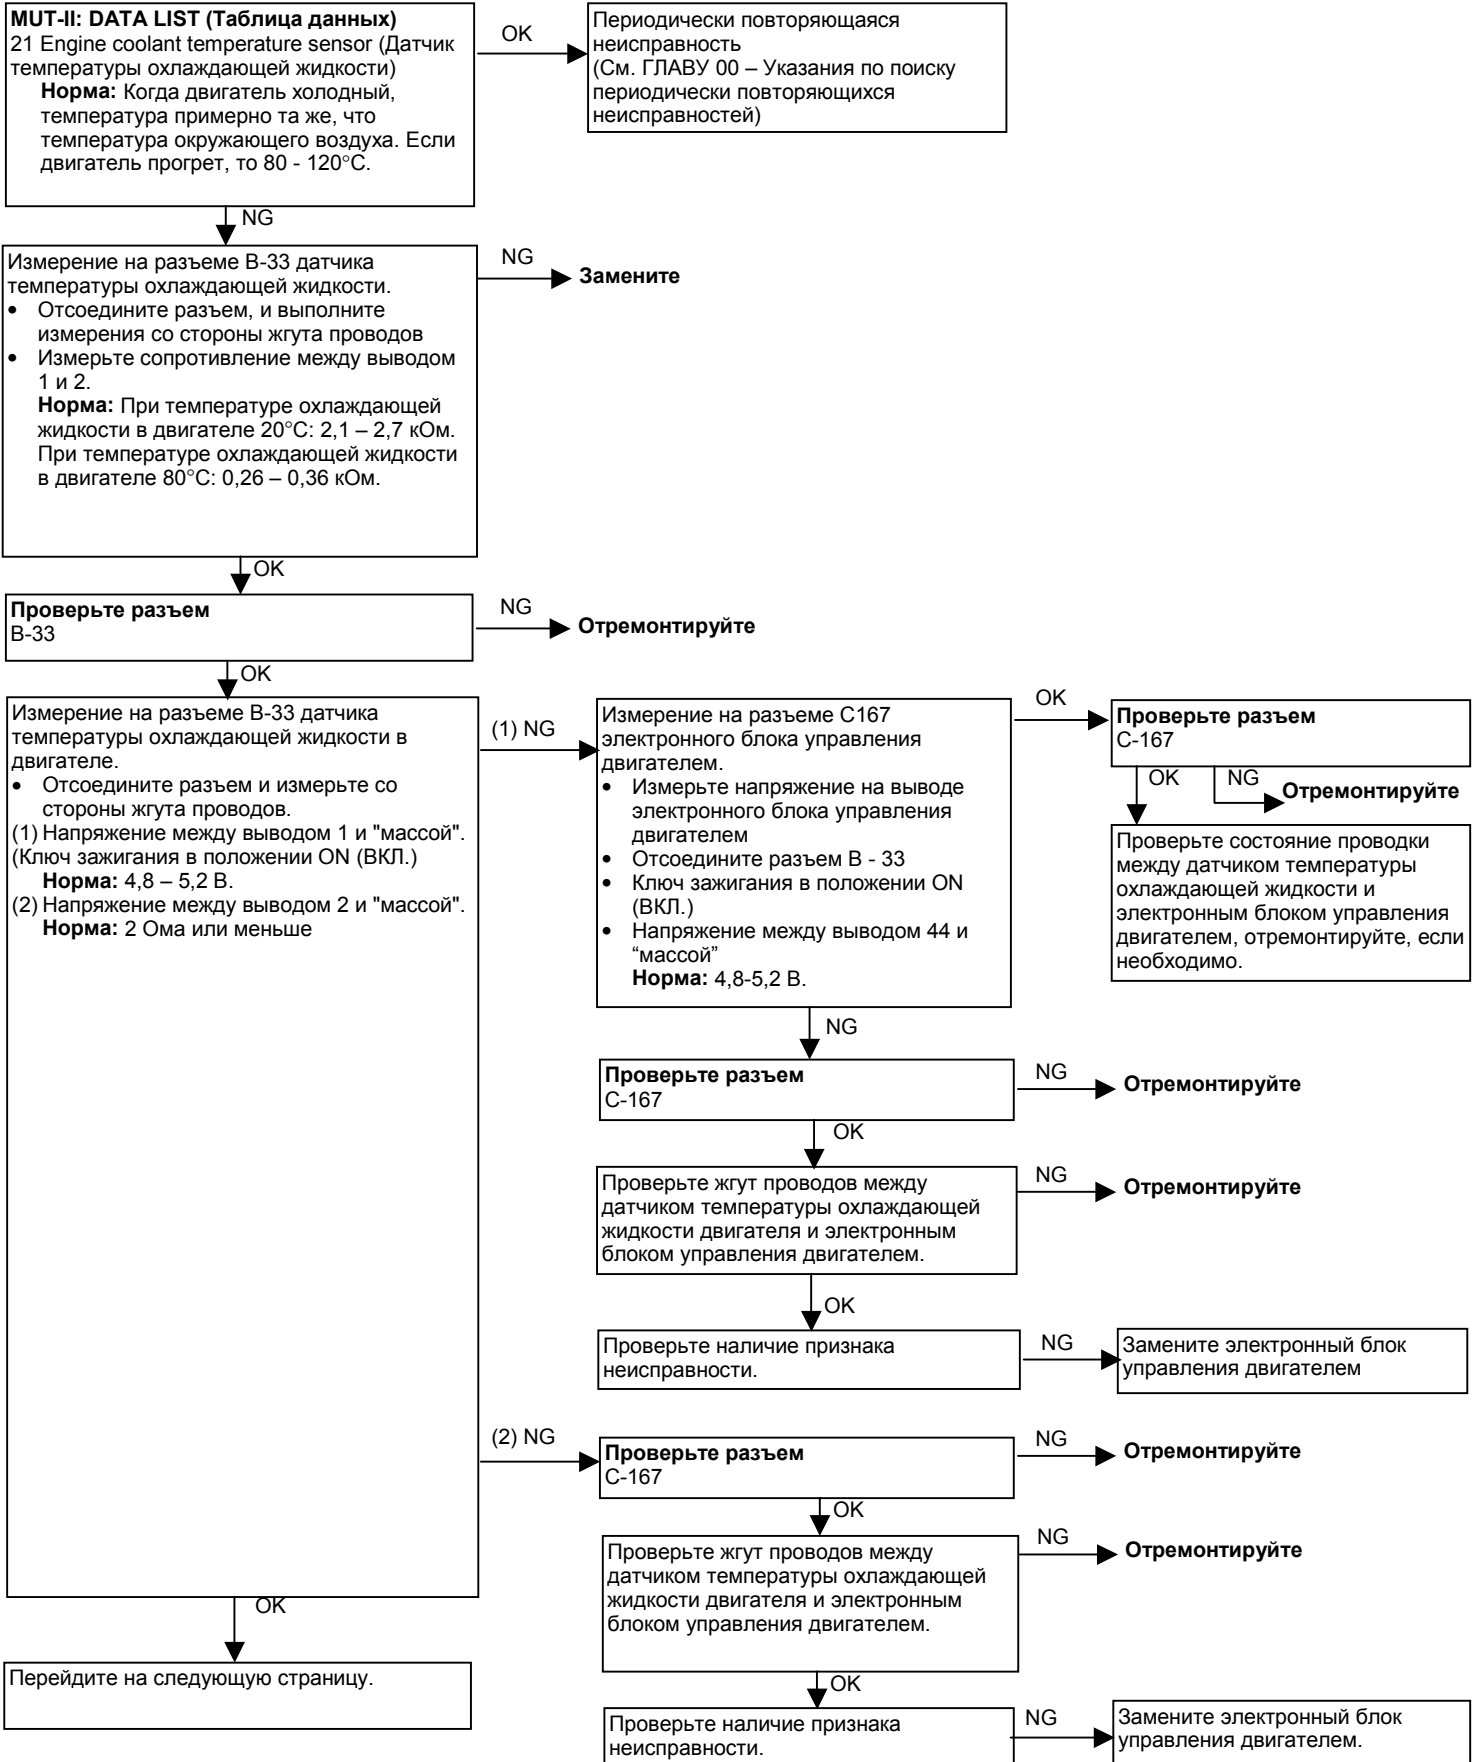 MUT-II: DATA LIST (Таблица данных)
21 Engine coolant temperature sensor (Датчик
температуры охлаждающей жидкости)
Норма: Когда двигатель холодный,
температура примерно та же, что
температура окружающего воздуха. Если
двигатель прогрет, то 80 - 120°С.
OK
Периодически повторяющаяся
неисправность
(См. ГЛАВУ 00 – Указания по поиску
периодически повторяющихся
неисправностей)
NG
Измерение на разъеме В-33 датчика
температуры охлаждающей жидкости.
• Отсоедините разъем, и выполните
измерения со стороны жгута проводов
• Измерьте сопротивление между выводом
1 и 2.
Норма: При температуре охлаждающей
жидкости в двигателе 20°С: 2,1 – 2,7 кОм.
При температуре охлаждающей жидкости
в двигателе 80°С: 0,26 – 0,36 кОм.
NG
Замените
OK
Проверьте разъем
В-33
NG
Отремонтируйте
OK
Измерение на разъеме В-33 датчика
температуры охлаждающей жидкости в
двигателе.
• Отсоедините разъем и измерьте со
стороны жгута проводов.
(1) Напряжение между выводом 1 и "массой".
(Ключ зажигания в положении ON (ВКЛ.)
Норма: 4,8 – 5,2 В.
(2) Напряжение между выводом 2 и "массой".
Норма: 2 Ома или меньше
(1) NG
Измерение на разъеме С167
электронного блока управления
двигателем.
• Измерьте напряжение на выводе
электронного блока управления
двигателем
• Отсоедините разъем В - 33
• Ключ зажигания в положении ON
(ВКЛ.)
• Напряжение между выводом 44 и
“массой”
Норма: 4,8-5,2 В.
OK
Проверьте разъем
С-167
OK
NG
Отремонтируйте
Проверьте состояние проводки
между датчиком температуры
охлаждающей жидкости и
электронным блоком управления
двигателем, отремонтируйте, если
необходимо.
NG
Проверьте разъем
С-167
NG
Отремонтируйте
OK
Проверьте жгут проводов между
датчиком температуры охлаждающей
жидкости двигателя и электронным
блоком управления двигателем.
NG
Отремонтируйте
OK
Проверьте наличие признака
неисправности.
NG
Замените электронный блок
управления двигателем
(2) NG
Проверьте разъем
С-167
NG
Отремонтируйте
OK
Проверьте жгут проводов между
датчиком температуры охлаждающей
жидкости двигателя и электронным
блоком управления двигателем.
NG
Отремонтируйте
OK
Перейдите на следующую страницу.
OK
Проверьте наличие признака
неисправности.
NG
Замените электронный блок
управления двигателем.